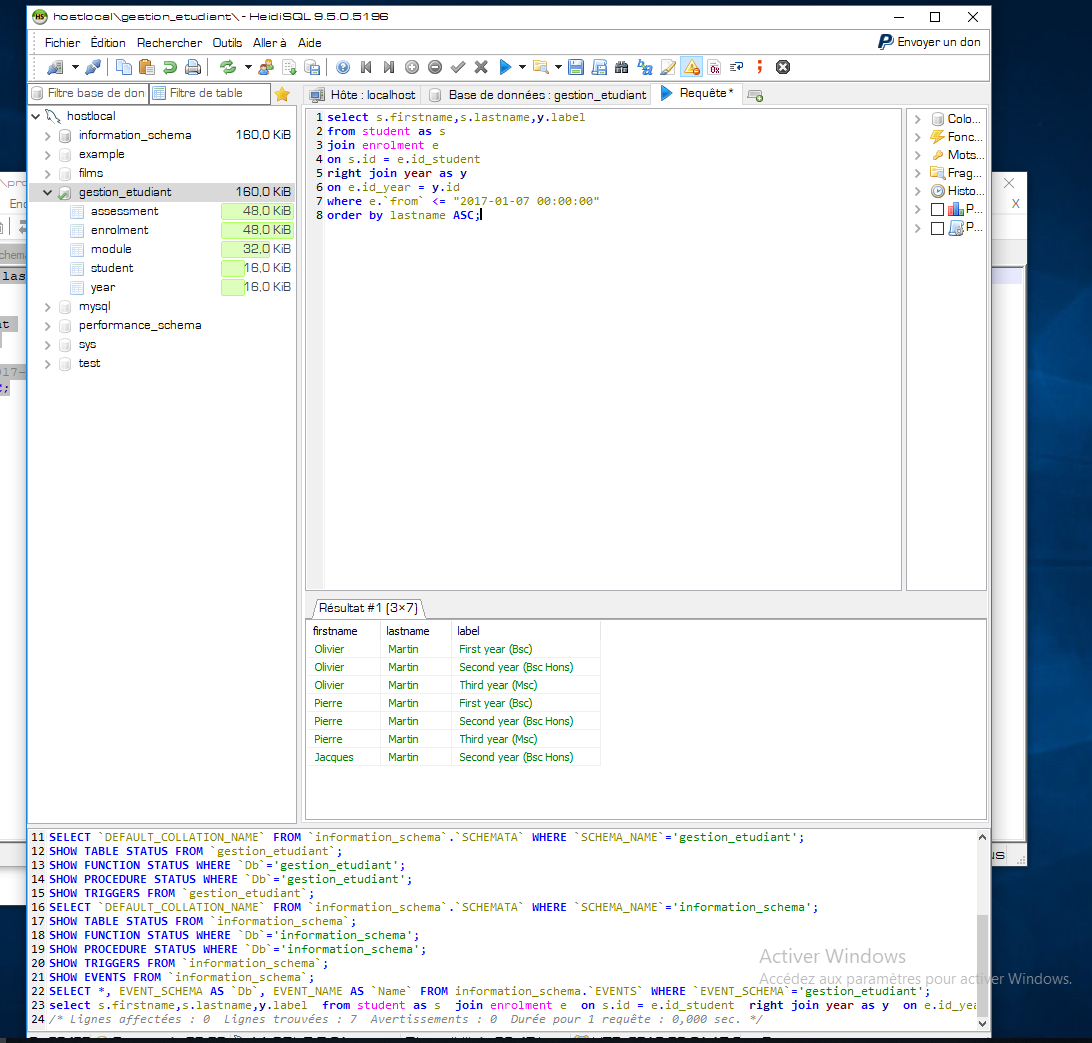 hostlocal\gestion_etudiant\ - HeidiSQL 9.5.0.5196
Fichier Édition Rechercher Outils Aller à Aide
Envoyer un don
Filtre base de don
Filtre de table
Hôte : localhost
Base de données : gestion_etudiant
Requête*
hostlocal
information_schema 160,0 KiB
example
films
gestion_etudiant 160,0 KiB
assessment 48,0 KiB
enrolment 48,0 KiB
module 32,0 KiB
student 16,0 KiB
year 16,0 KiB
mysql
performance_schema
sys
test
1 select s.firstname,s.lastname,y.label
2 from student as s
3 join enrolment e
4 on s.id = e.id_student
5 right join year as y
6 on e.id_year = y.id
7 where e.`from` <= "2017-01-07 00:00:00"
8 order by lastname ASC;
Colo...
Fonc...
Mots...
Frag...
Histo...
P...
P...
X
las
Résultat #1 (3×7)
firstname lastname label
Olivier Martin First year (Bsc)
Olivier Martin Second year (Bsc Hons)
Olivier Martin Third year (Msc)
Pierre Martin First year (Bsc)
Pierre Martin Second year (Bsc Hons)
Pierre Martin Third year (Msc)
Jacques Martin Second year (Bsc Hons)
11 SELECT `DEFAULT_COLLATION_NAME` FROM `information_schema`.`SCHEMATA` WHERE `SCHEMA_NAME`='gestion_etudiant';
12 SHOW TABLE STATUS FROM `gestion_etudiant`;
13 SHOW FUNCTION STATUS WHERE `Db`='gestion_etudiant';
14 SHOW PROCEDURE STATUS WHERE `Db`='gestion_etudiant';
15 SHOW TRIGGERS FROM `gestion_etudiant`;
16 SELECT `DEFAULT_COLLATION_NAME` FROM `information_schema`.`SCHEMATA` WHERE `SCHEMA_NAME`='information_schema';
17 SHOW TABLE STATUS FROM `information_schema`;
18 SHOW FUNCTION STATUS WHERE `Db`='information_schema';
19 SHOW PROCEDURE STATUS WHERE `Db`='information_schema';
20 SHOW TRIGGERS FROM `information_schema`;
21 SHOW EVENTS FROM `information_schema`;
22 SELECT *, EVENT_SCHEMA AS `Db`, EVENT_NAME AS `Name` FROM information_schema.`EVENTS` WHERE `EVENT_SCHEMA`='gestion_etudiant';
23 select s.firstname,s.lastname,y.label from student as s join enrolment e on s.id = e.id_student right join year as y on e.id_yea
24 /* Lignes affectées : 0 Lignes trouvées : 7 Avertissements : 0 Durée pour 1 requête : 0,000 sec. */
Activer Windows
Accédez aux paramètres pour activer Windows.